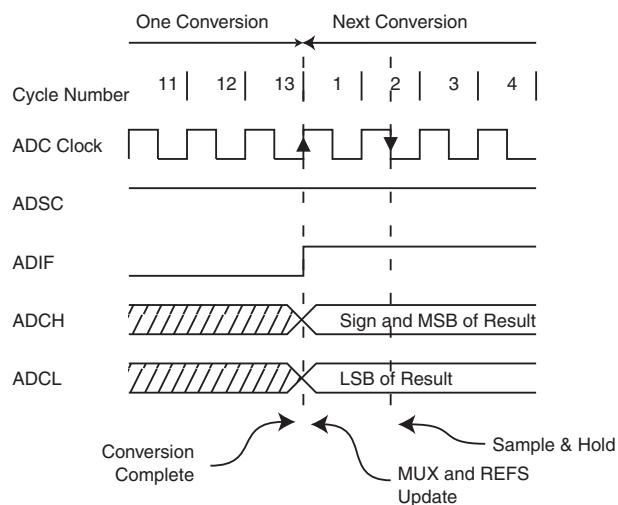 One Conversion Next Conversion
Cycle Number 11 12 13 1 2 3 4
ADC Clock
ADSC
ADIF
ADCH Sign and MSB of Result
ADCL LSB of Result
Conversion
Complete
MUX and REFS
Update
Sample & Hold